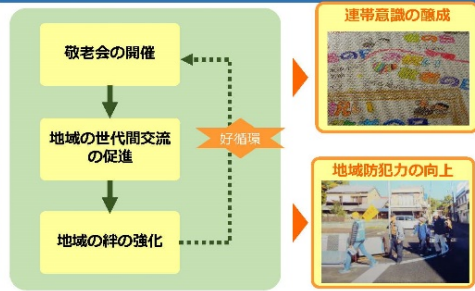 敬老会の開催
地域の世代間交流
の促進
地域の絆の強化
好循環
連帯意識の醸成
地域防犯力の向上